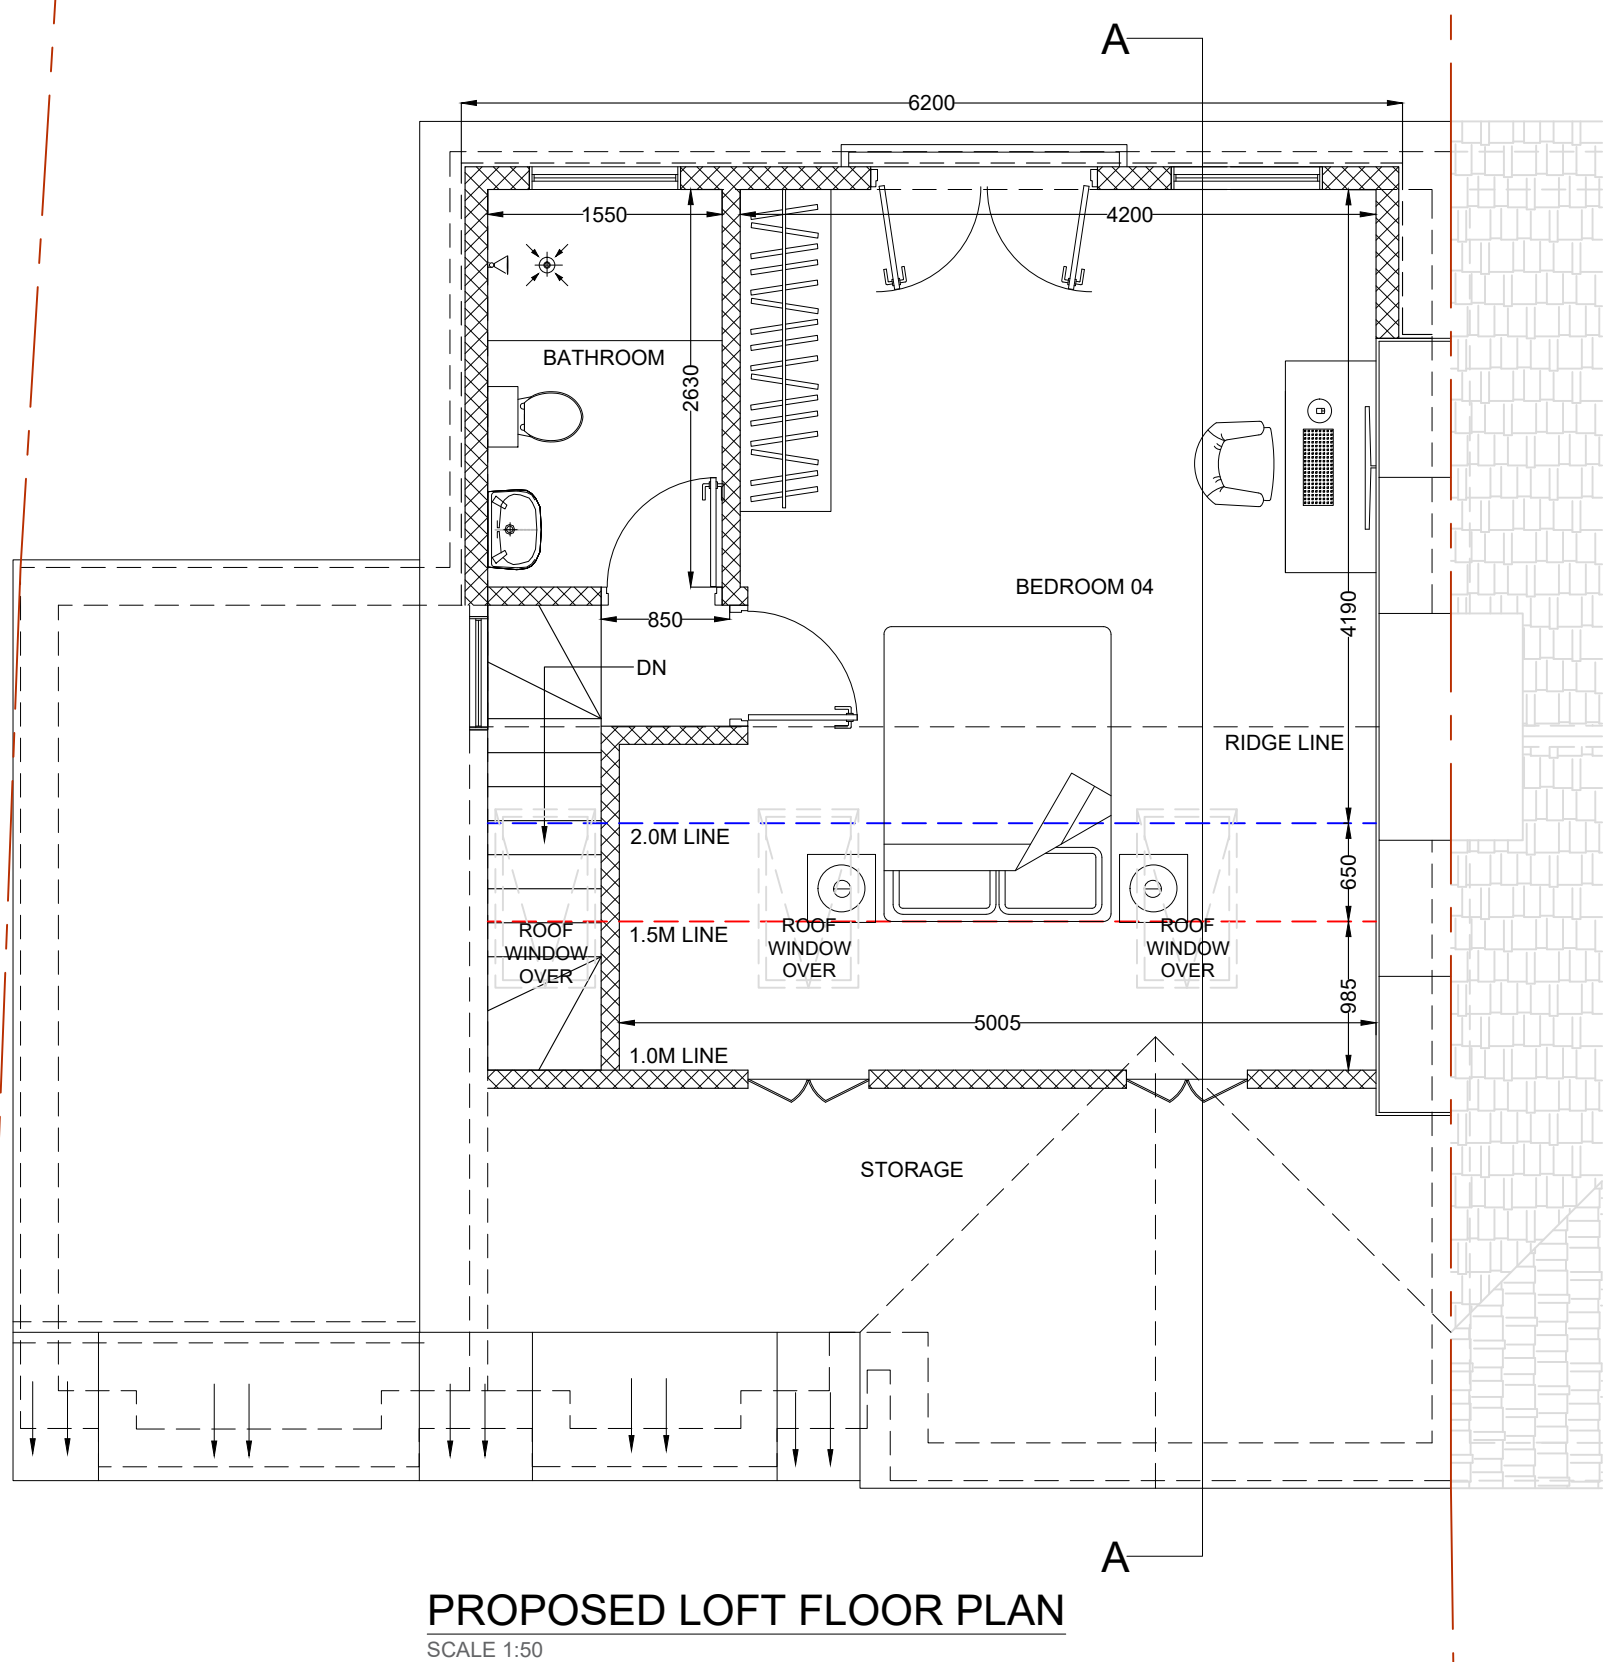 A
6200
1550
4200
BATHROOM
2630
BEDROOM 04
4190
850
DN
RIDGE LINE
2.0M LINE
650
ROOF
WINDOW
OVER
1.5M LINE
ROOF
WINDOW
OVER
ROOF
WINDOW
OVER
985
5005
1.0M LINE
STORAGE
A
PROPOSED LOFT FLOOR PLAN
SCALE 1:50